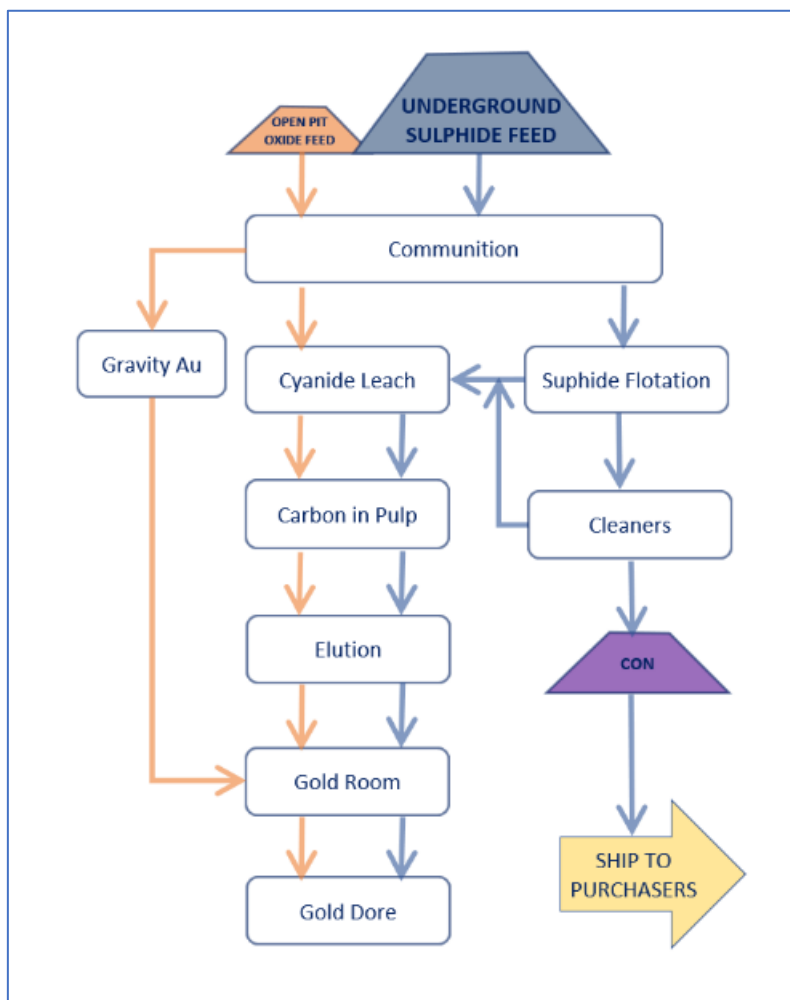 OPEN PIT
OXIDE FEED
UNDERGROUND
SULPHIDE FEED
Communition
Gravity Au
Cyanide Leach
Suphide Flotation
Carbon in Pulp
Cleaners
Elution
CON
Gold Room
SHIP TO
PURCHASERS
Gold Dore